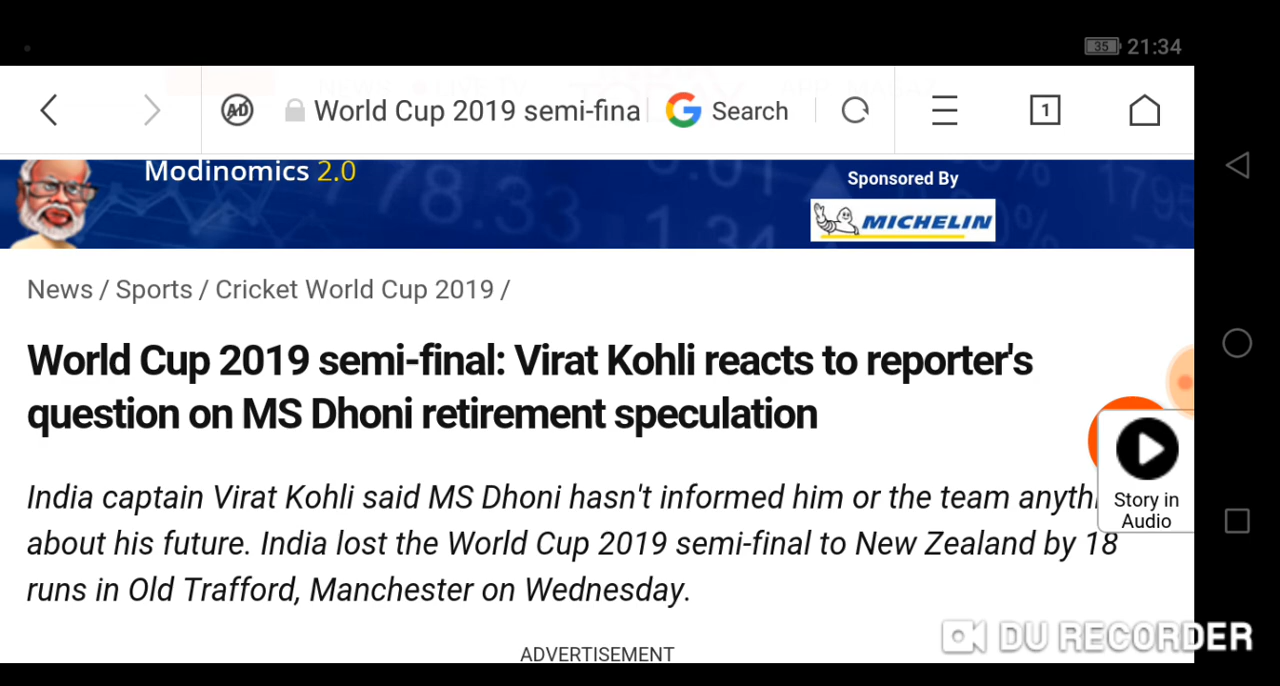 35 21:34
AD World Cup 2019 semi-fina Search 1
Modinomics 2.0
Sponsored By
MICHELIN
News / Sports / Cricket World Cup 2019 /
World Cup 2019 semi-final: Virat Kohli reacts to reporter's
question on MS Dhoni retirement speculation
India captain Virat Kohli said MS Dhoni hasn't informed him or the team anythi
about his future. India lost the World Cup 2019 semi-final to New Zealand by 18
runs in Old Trafford, Manchester on Wednesday.
Story in
Audio
ADVERTISEMENT
DU RECORDER